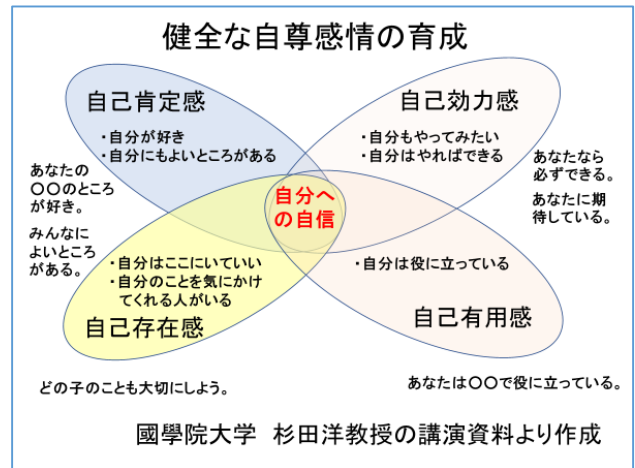 健全な自尊感情の育成
自己肯定感
・自分が好き
・自分にもよいところがある
自己効力感
・自分もやってみたい
・自分はやればできる
あなたの
〇〇のところ
が好き。
みんなに
よいところ
がある。
あなたなら
必ずできる。
あなたに期
待している。
自分へ
の自信
・自分はここにいていい
・自分のことを気にかけ
てくれる人がいる
自己存在感
・自分は役に立っている
自己有用感
どの子のことも大切にしよう。
あなたは〇〇で役に立っている。
國學院大学 杉田洋教授の講演資料より作成